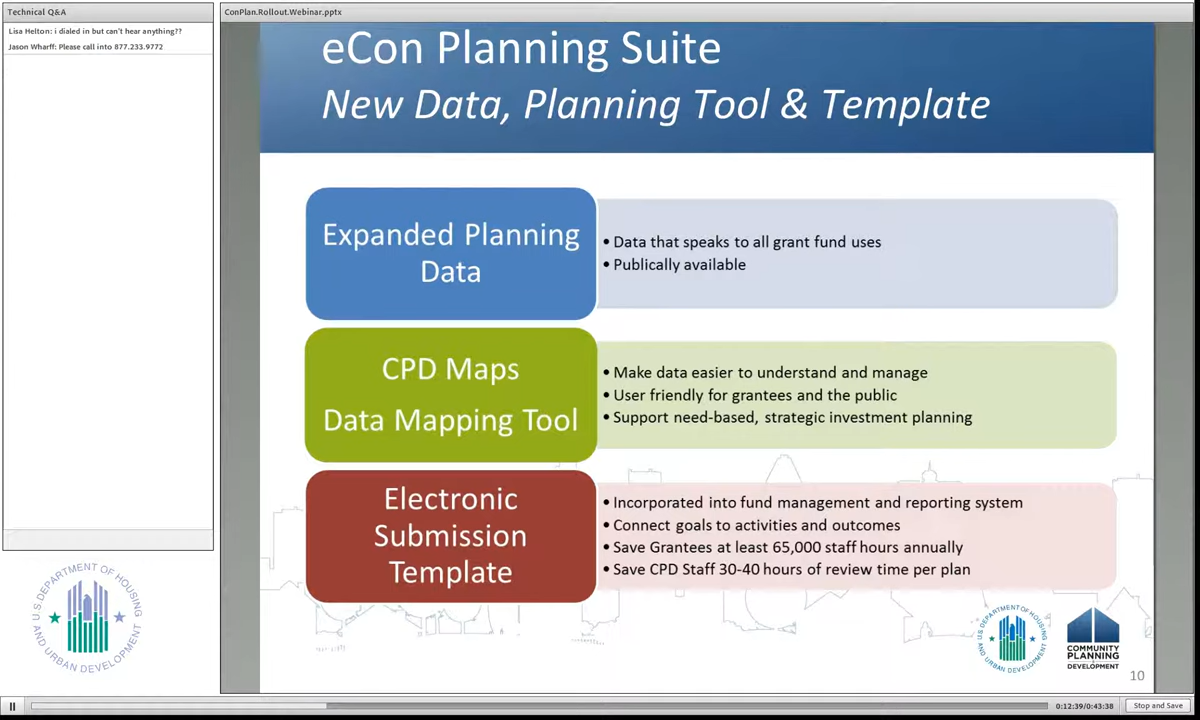 Technical Q&A
Lisa Helton: i dialed in but can't hear anything??
Jason Wharff: Please call into 877.233.9772
ConPlan.Rollout.Webinar.pptx
eCon Planning Suite
New Data, Planning Tool & Template
Expanded Planning
Data
• Data that speaks to all grant fund uses
• Publically available
CPD Maps
Data Mapping Tool
• Make data easier to understand and manage
• User friendly for grantees and the public
• Support need-based, strategic investment planning
Electronic
Submission
Template
• Incorporated into fund management and reporting system
• Connect goals to activities and outcomes
• Save Grantees at least 65,000 staff hours annually
• Save CPD Staff 30-40 hours of review time per plan
U.S. DEPARTMENT OF HOUSING
AND URBAN DEVELOPMENT
U.S. DEPARTMENT OF HOUSING
AND URBAN DEVELOPMENT
COMMUNITY
PLANNING
DEVELOPMENT
10
0:12:39/0:43:38
Stop and Save